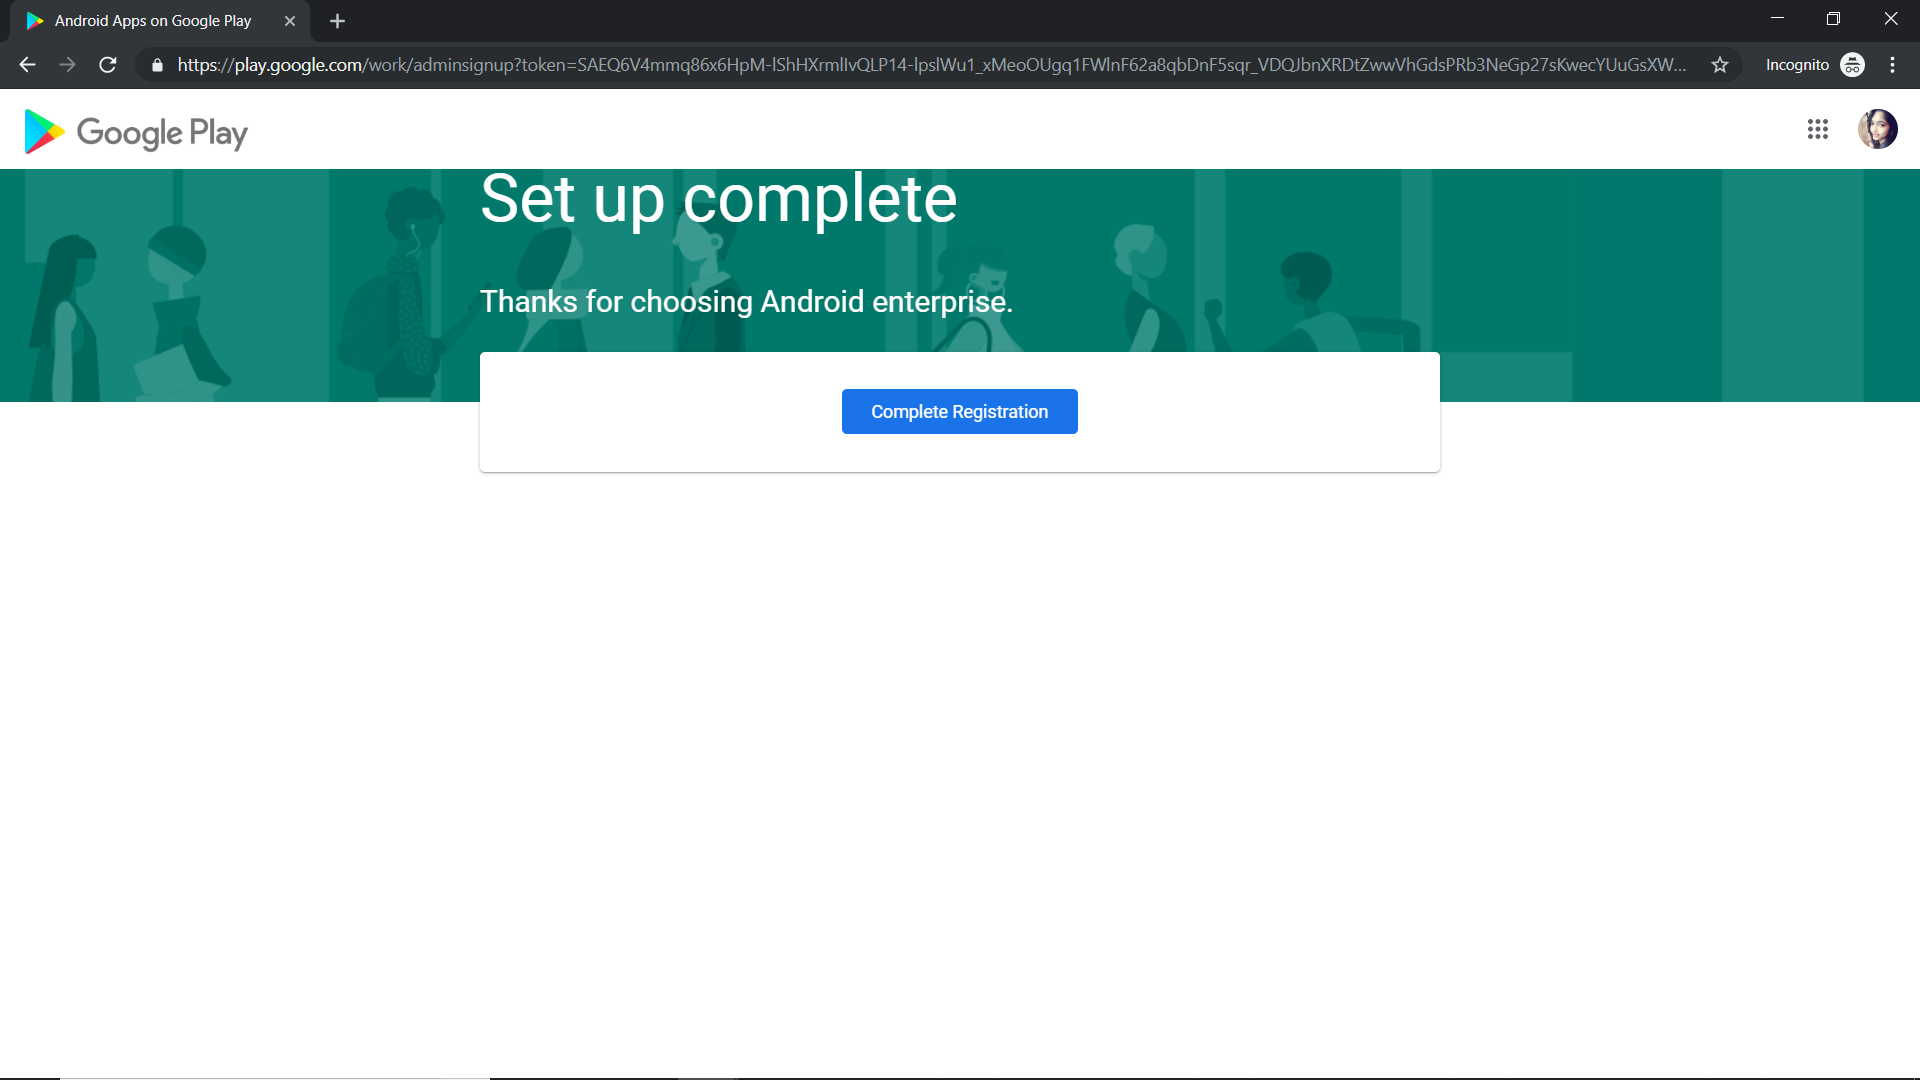 Android Apps on Google Play
https://play.google.com/work/adminsignup?token=SAEQ6V4mmq86x6HpM-lShHXrmlIvQLP14-lpslWu1_xMeoOUgq1FWlnF62a8qbDnF5sqr_VDQJbnXRDtZwwVhGdsPRb3NeGp27sKwecYUuGsXW...
Incognito
Google Play
Set up complete
Thanks for choosing Android enterprise.
Complete Registration